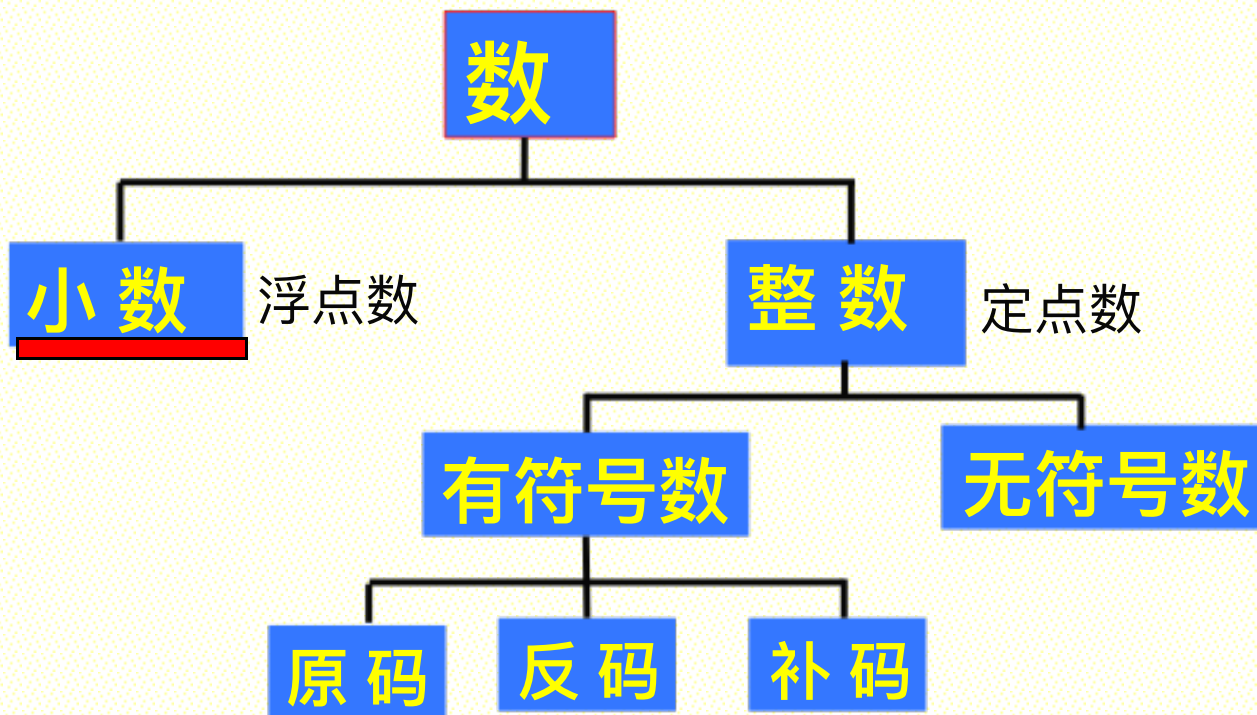 数
小 数
浮点数
整 数
定点数
有符号数
无符号数
原 码
反 码
补 码